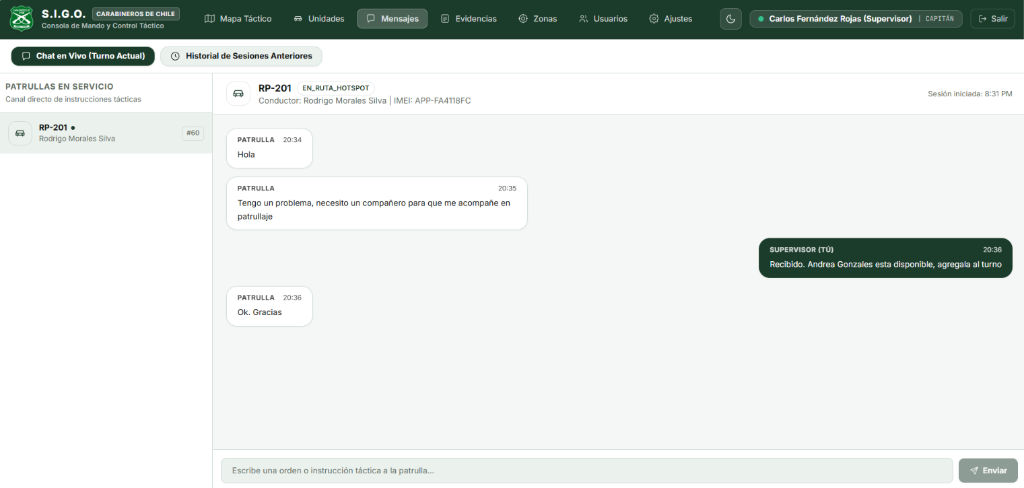 S.I.G.O. CARABINEROS DE CHILE
Consola de Mando y Control Táctico
Mapa Táctico
Unidades
Mensajes
Evidencias
Zonas
Usuarios
Ajustes
Carlos Fernández Rojas (Supervisor) | CAPITÁN
Salir
Chat en Vivo (Turno Actual)
Historial de Sesiones Anteriores
PATRULLAS EN SERVICIO
Canal directo de instrucciones tácticas
RP-201
Rodrigo Morales Silva
#60
RP-201 EN_RUTA_HOTSPOT
Conductor: Rodrigo Morales Silva | IMEI: APP-FA4118FC
Sesión iniciada: 8:31 PM
PATRULLA 20:34
Hola
PATRULLA 20:35
Tengo un problema, necesito un compañero para que me acompañe en
patrullaje
SUPERVISOR (TÚ) 20:36
Recibido. Andrea Gonzales esta disponible, agregala al turno
PATRULLA 20:36
Ok. Gracias
Escribe una orden o instrucción táctica a la patrulla...
Enviar